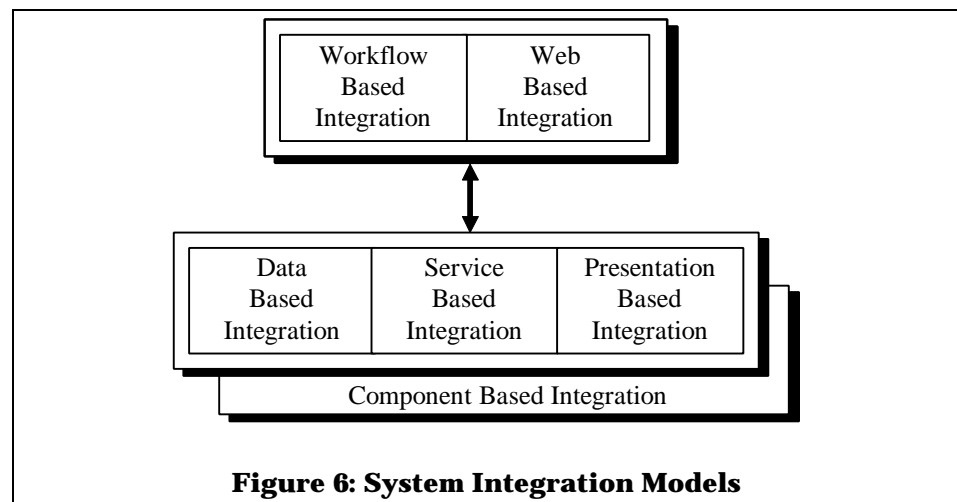 Workflow
Based
Integration
Web
Based
Integration
Data
Based
Integration
Service
Based
Integration
Presentation
Based
Integration
Component Based Integration
Figure 6: System Integration Models